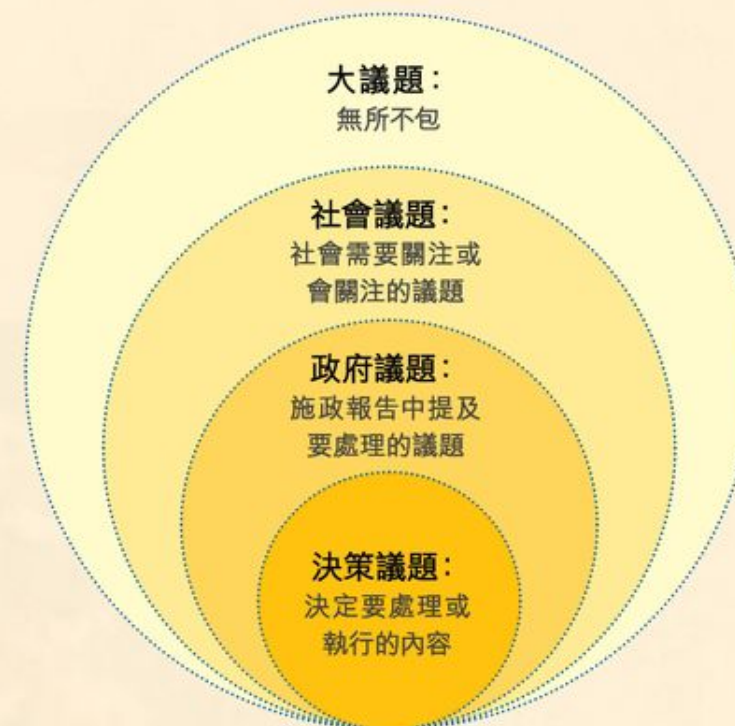 大議題：
無所不包
社會議題：
社會需要關注或
會關注的議題
政府議題：
施政報告中提及
要處理的議題
決策議題：
決定要處理或
執行的內容